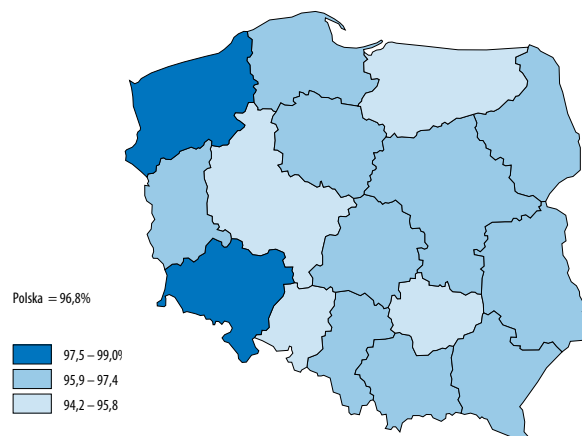 Polska = 96,8%
97,5 – 99,0%
95,9 – 97,4
94,2 – 95,8